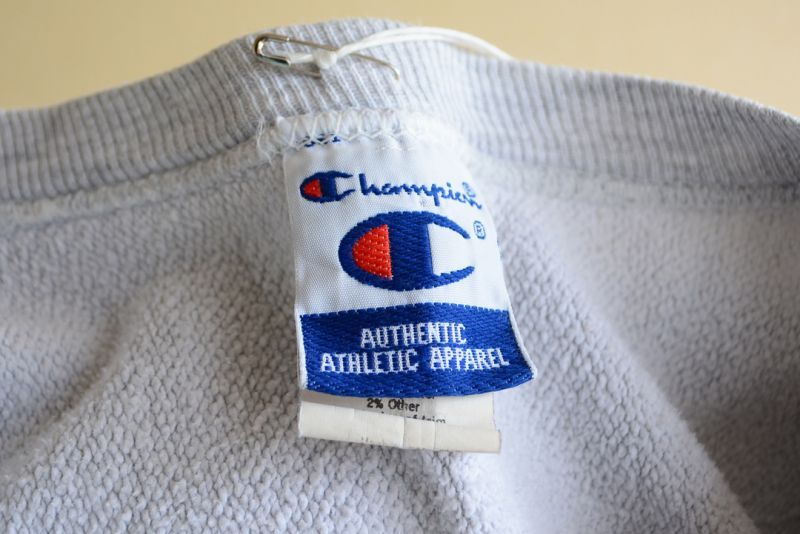 Champion®
®
AUTHENTIC
ATHLETIC APPAREL
2% Other